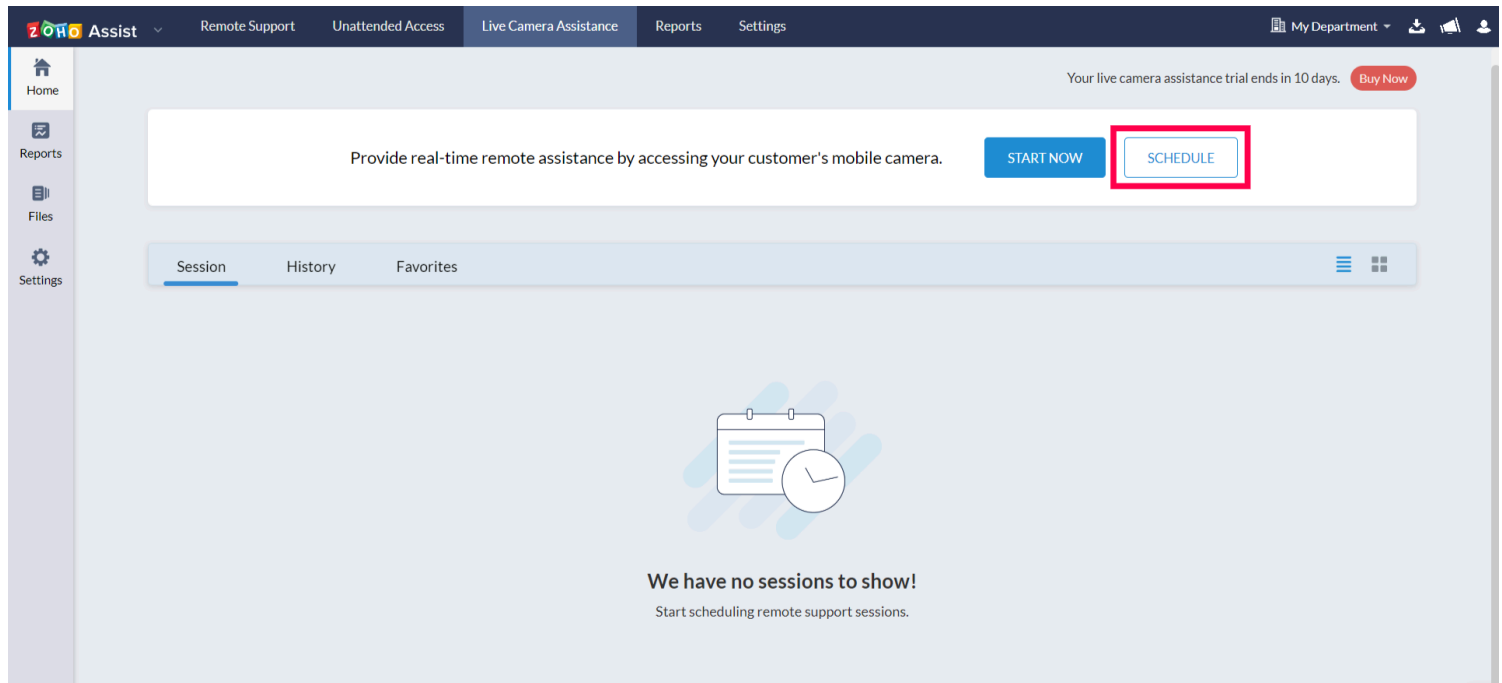 ZOHO Assist Remote Support Unattended Access Live Camera Assistance Reports Settings My Department
Home
Reports
Files
Settings
Your live camera assistance trial ends in 10 days. Buy Now
Provide real-time remote assistance by accessing your customer's mobile camera. START NOW SCHEDULE
Session History Favorites
We have no sessions to show!
Start scheduling remote support sessions.